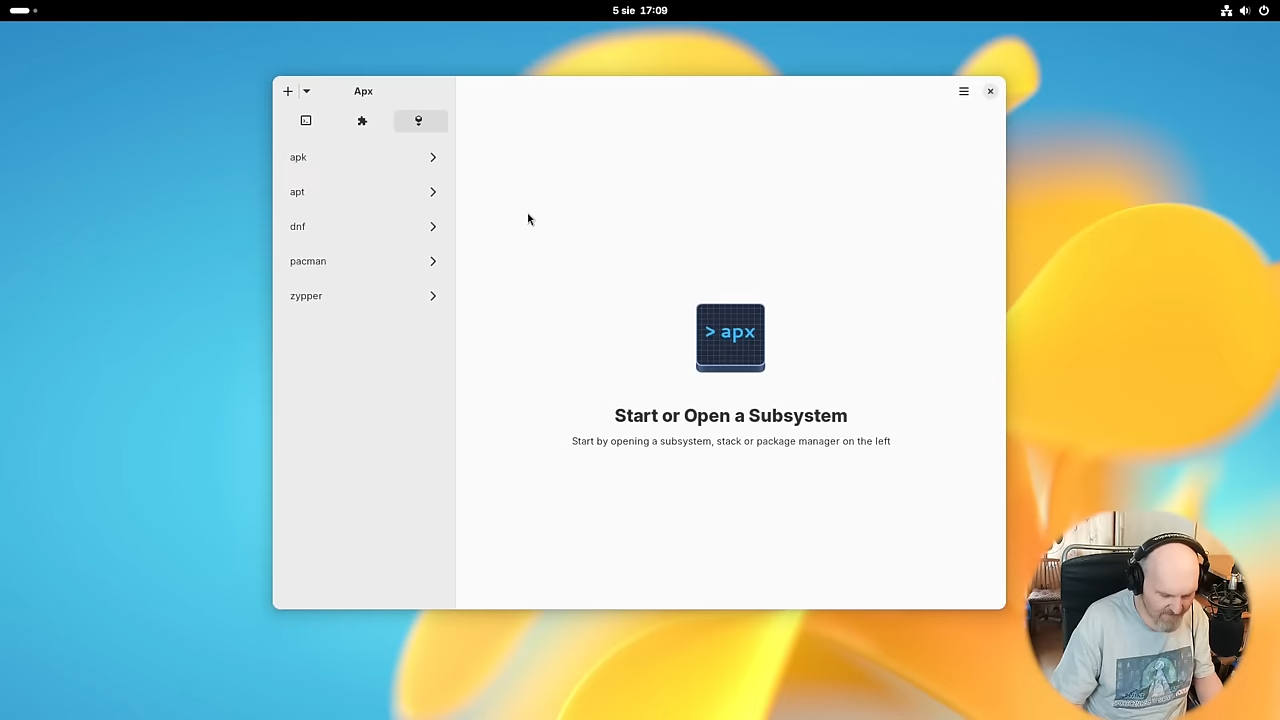 5 sie 17:09
Apx
apk
apt
dnf
pacman
zypper
> apx
Start or Open a Subsystem
Start by opening a subsystem, stack or package manager on the left